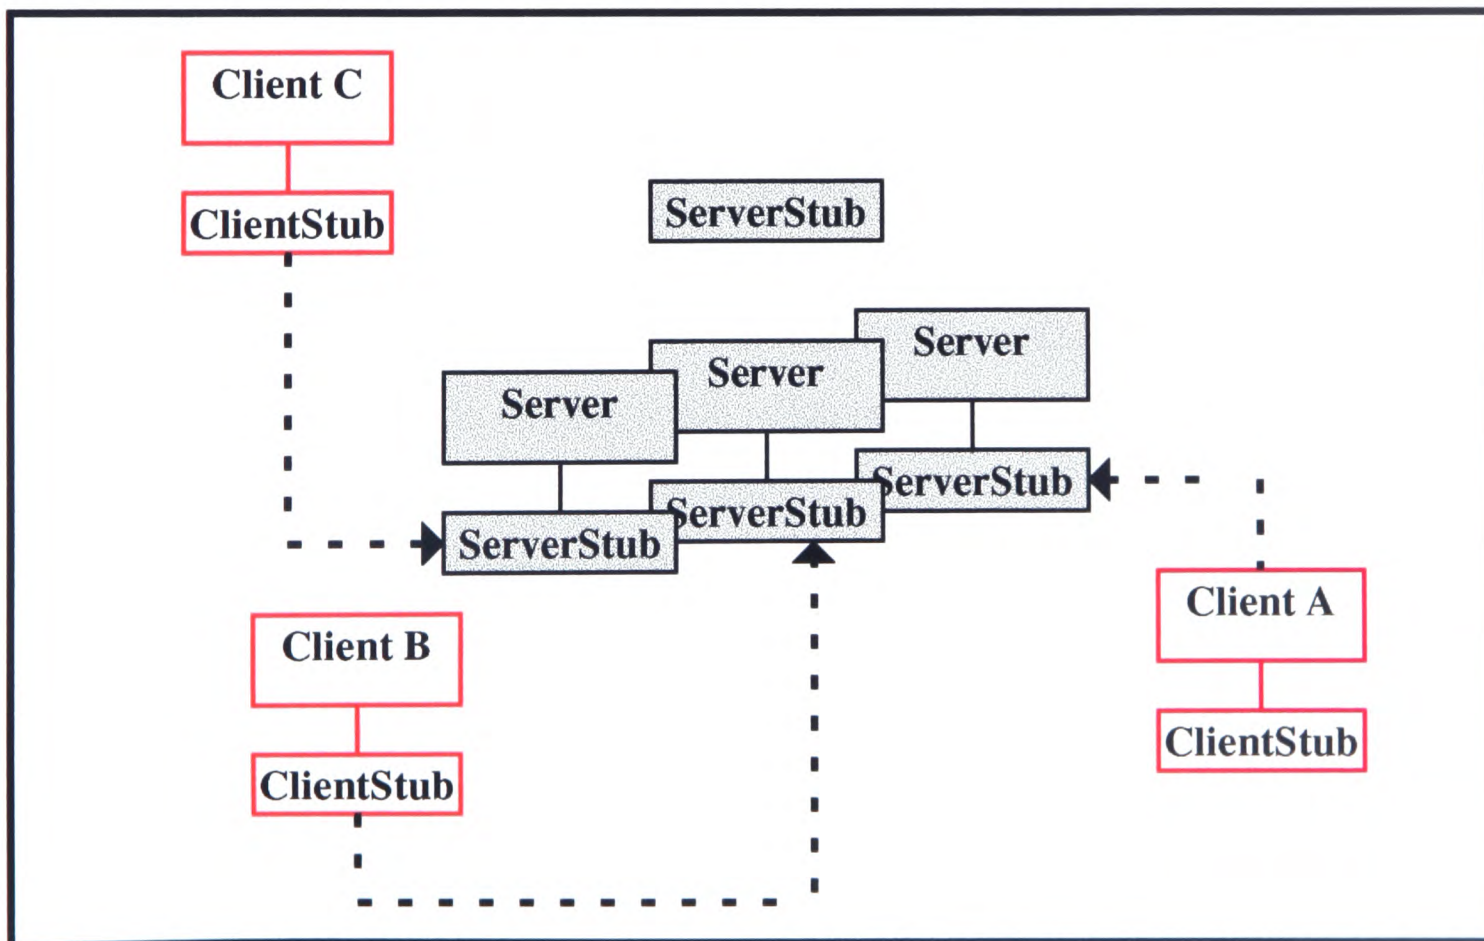 Client C
ClientStub
ServerStub
Server
Server
Server
ServerStub
ServerStub
ServerStub
Client B
ClientStub
Client A
ClientStub